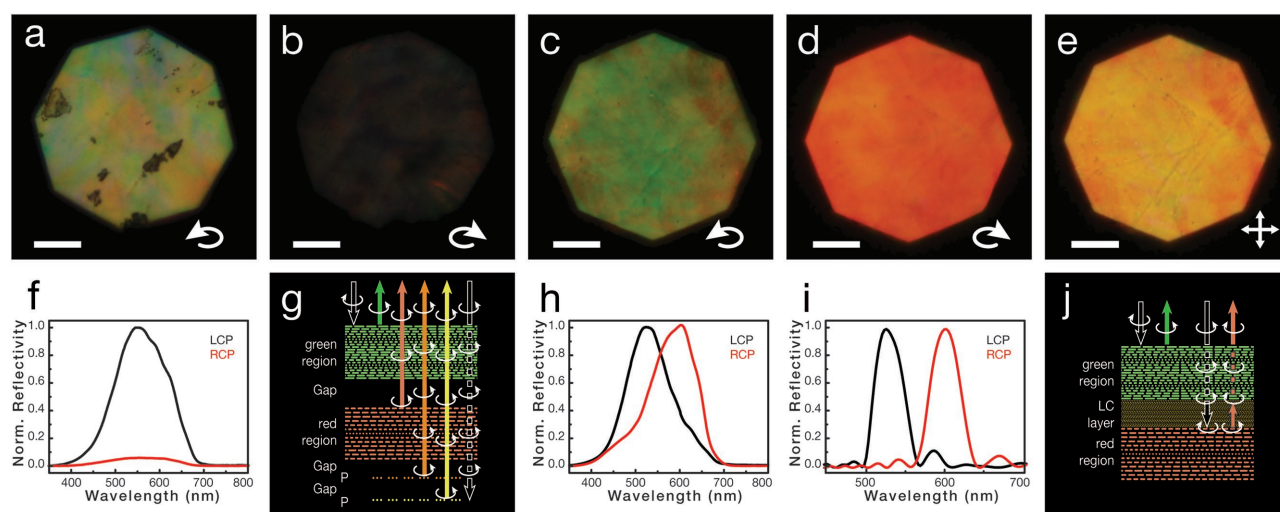 a
b
c
d
e
f
Norm. Reflectivity
1.0
0.8
0.6
0.4
0.2
0.0
LCP
RCP
400 500 600 700 800
Wavelength (nm)
g
green
region
Gap
red
region
Gap
P
Gap
P
h
Norm. Reflectivity
1.0
0.8
0.6
0.4
0.2
0.0
LCP
RCP
400 500 600 700 800
Wavelength (nm)
i
Norm. Reflectivity
1.0
0.8
0.6
0.4
0.2
0.0
LCP
RCP
500 600 700
Wavelength (nm)
j
green
region
LC
layer
red
region